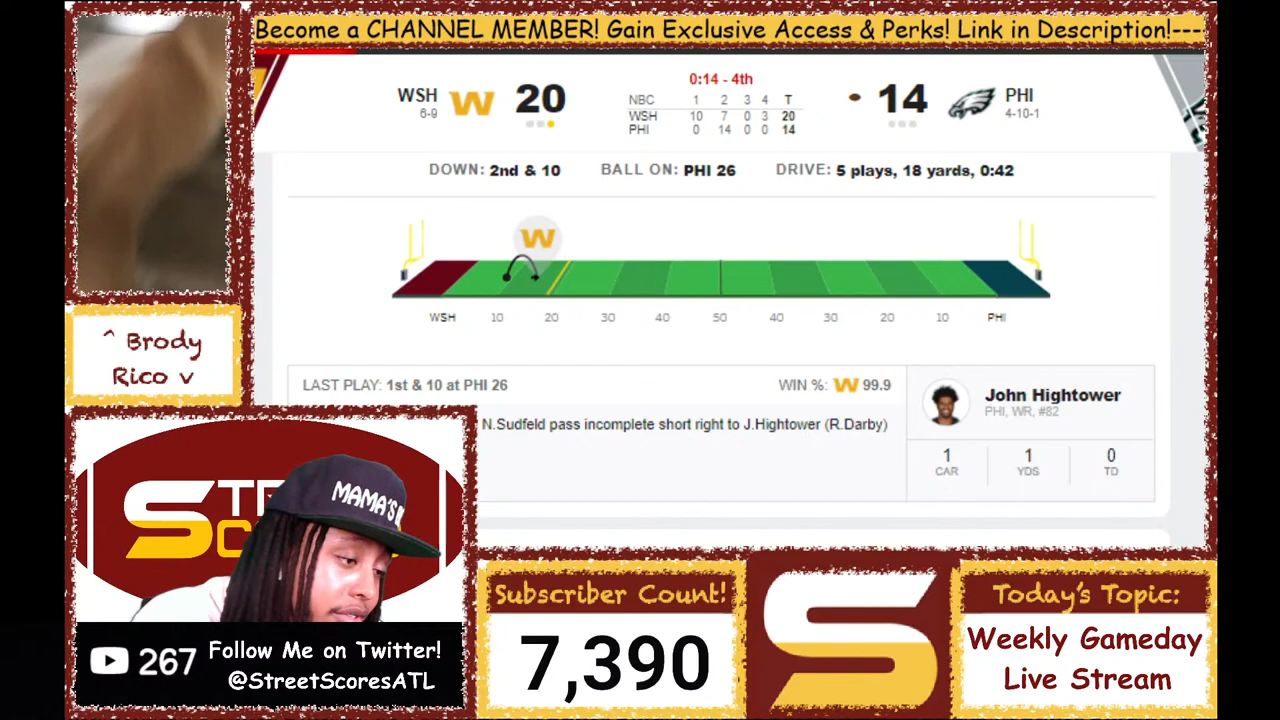 Become a CHANNEL MEMBER! Gain Exclusive Access & Perks! Link in Description!----
WSH
6-9
W
20
0:14 - 4th
NBC 1 2 3 4 T
WSH 10 7 0 3 20
PHI 0 14 0 0 14
14
PHI
4-10-1
DOWN: 2nd & 10 BALL ON: PHI 26 DRIVE: 5 plays, 18 yards, 0:42
W
WSH 10 20 30 40 50 40 30 20 10 PHI
^ Brody
Rico v
LAST PLAY: 1st & 10 at PHI 26 WIN %: W 99.9
N.Sudfeld pass incomplete short right to J.Hightower (R.Darby)
John Hightower
PHI, WR, #82
1 1 0
CAR YDS TD
MAMA'S
267
Follow Me on Twitter!
@StreetScoresATL
Subscriber Count!
7,390
S
Today's Topic:
Weekly Gameday
Live Stream